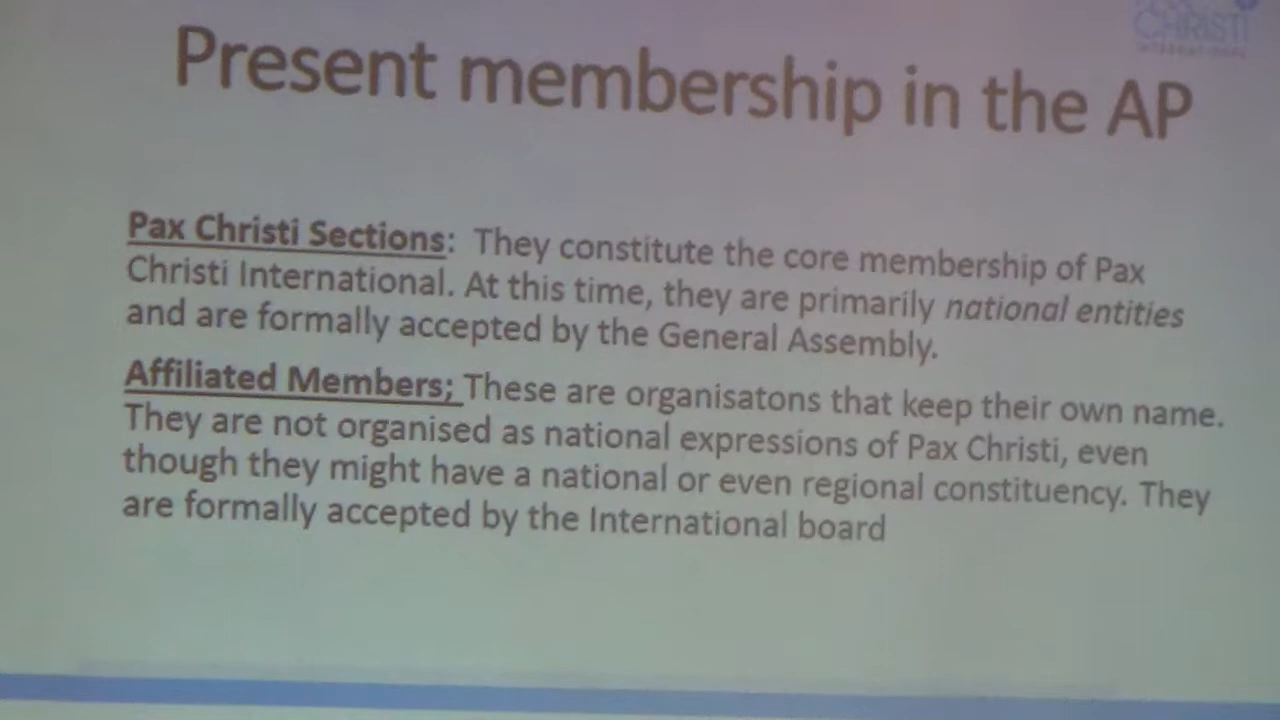 CHRISTI
INTERNATIONAL
Present membership in the AP
Pax Christi Sections: They constitute the core membership of Pax
Christi International. At this time, they are primarily national entities
and are formally accepted by the General Assembly.
Affiliated Members; These are organisatons that keep their own name.
They are not organised as national expressions of Pax Christi, even
though they might have a national or even regional constituency. They
are formally accepted by the International board